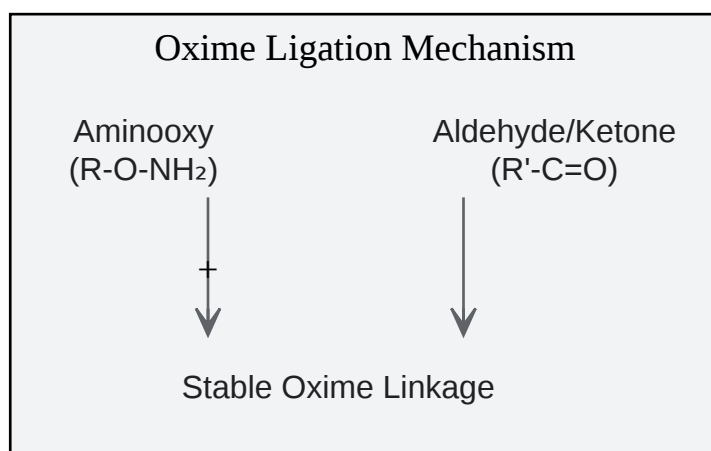 Oxime Ligation Mechanism
Aminooxy
(R-O-NH₂)
Aldehyde/Ketone
(R'-C=O)
+
Stable Oxime Linkage